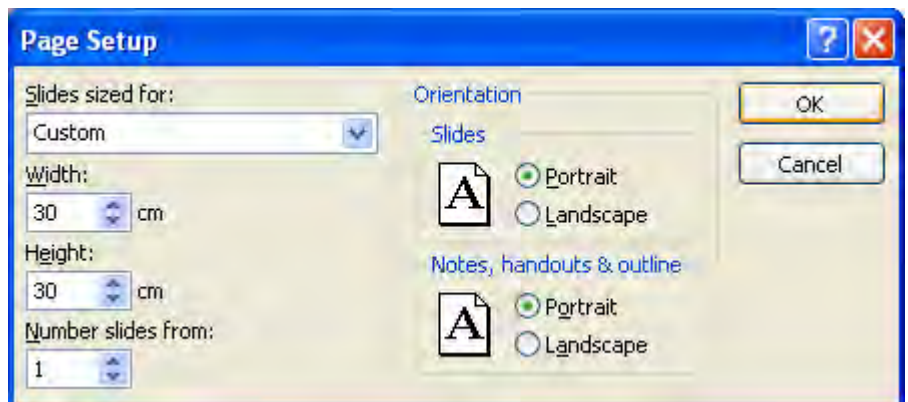 Page Setup
Slides sized for:
Custom
Width:
30 cm
Height:
30 cm
Number slides from:
1
Orientation
Slides
A
Portrait
Landscape
Notes, handouts & outline
A
Portrait
Landscape
OK
Cancel